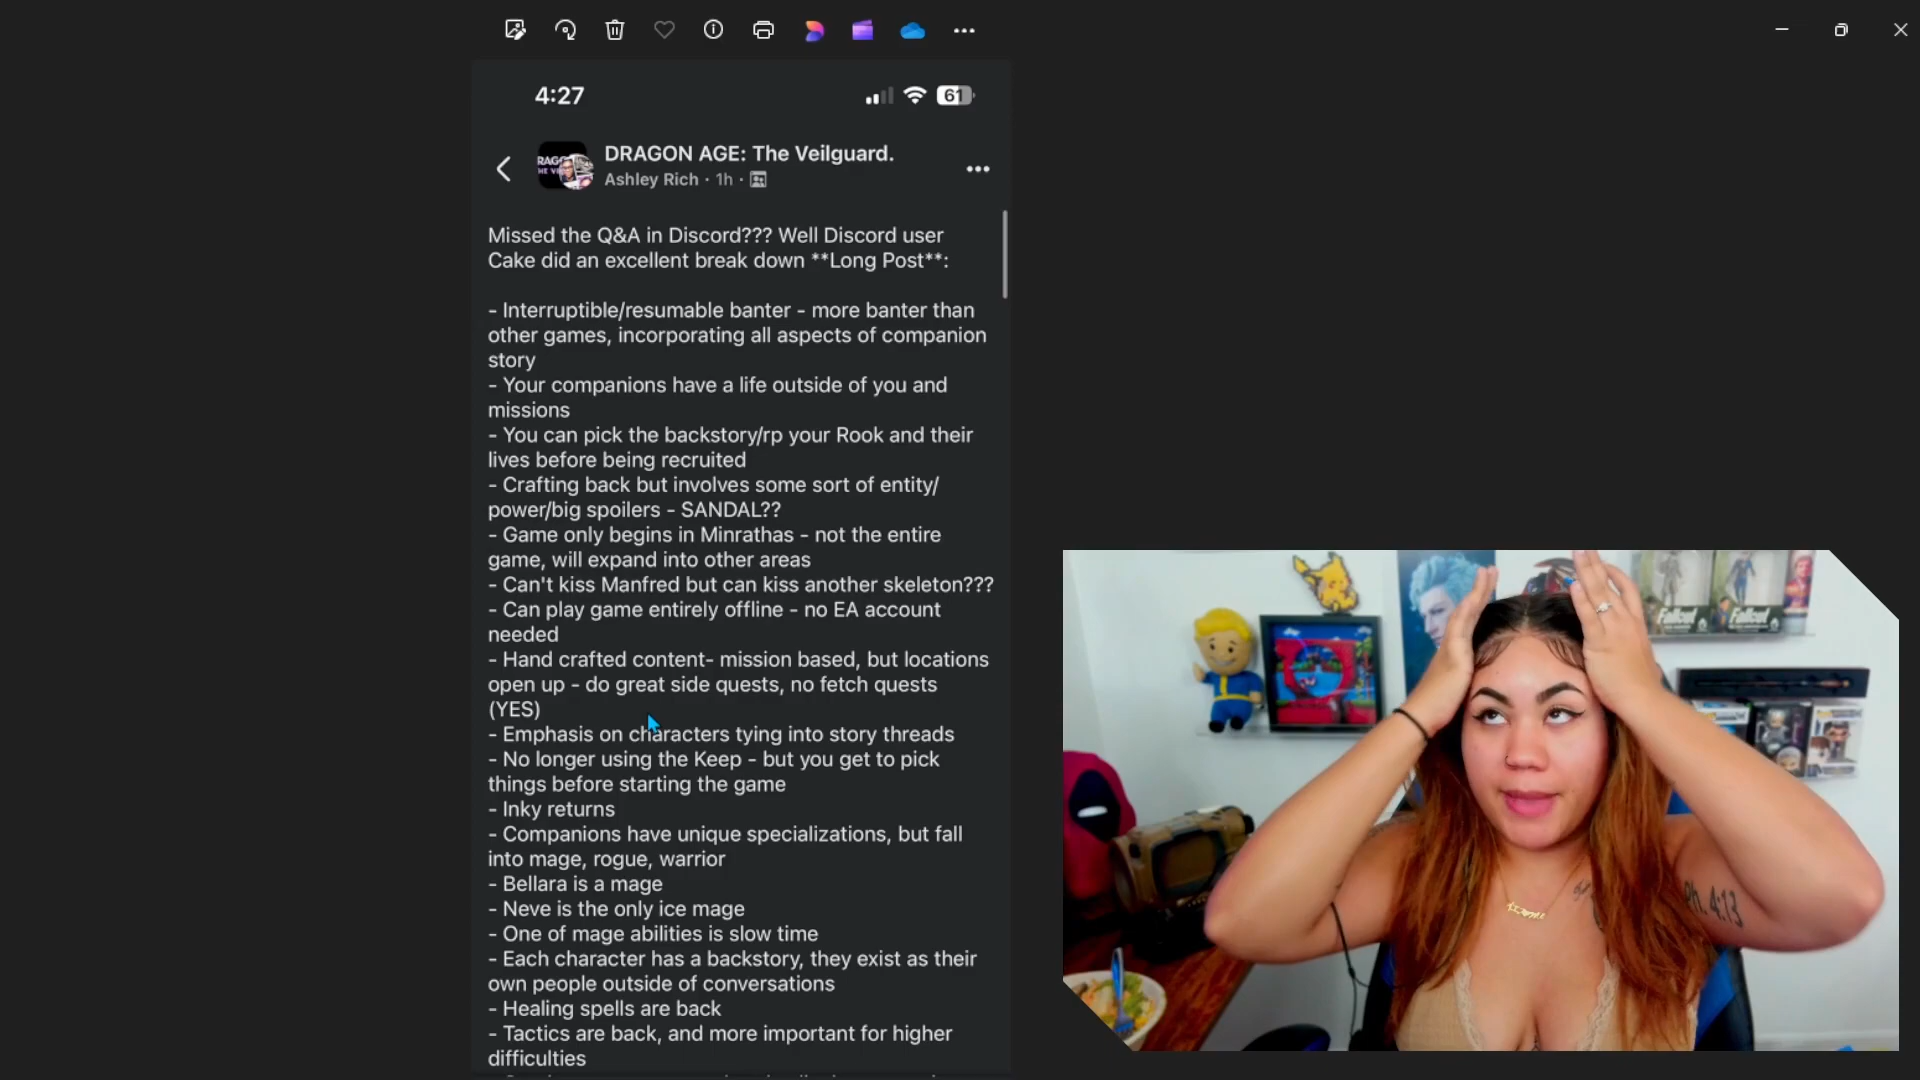 4:27
61
DRAGON AGE: The Veilguard.
Ashley Rich · 1h ·
Missed the Q&A in Discord??? Well Discord user
Cake did an excellent break down **Long Post**:
- Interruptible/resumable banter - more banter than
other games, incorporating all aspects of companion
story
- Your companions have a life outside of you and
missions
- You can pick the backstory/rp your Rook and their
lives before being recruited
- Crafting back but involves some sort of entity/
power/big spoilers - SANDAL??
- Game only begins in Minrathas - not the entire
game, will expand into other areas
- Can't kiss Manfred but can kiss another skeleton???
- Can play game entirely offline - no EA account
needed
- Hand crafted content- mission based, but locations
open up - do great side quests, no fetch quests
(YES)
- Emphasis on characters tying into story threads
- No longer using the Keep - but you get to pick
things before starting the game
- Inky returns
- Companions have unique specializations, but fall
into mage, rogue, warrior
- Bellara is a mage
- Neve is the only ice mage
- One of mage abilities is slow time
- Each character has a backstory, they exist as their
own people outside of conversations
- Healing spells are back
- Tactics are back, and more important for higher
difficulties
Fallout
Fallout
Ph. 4:13